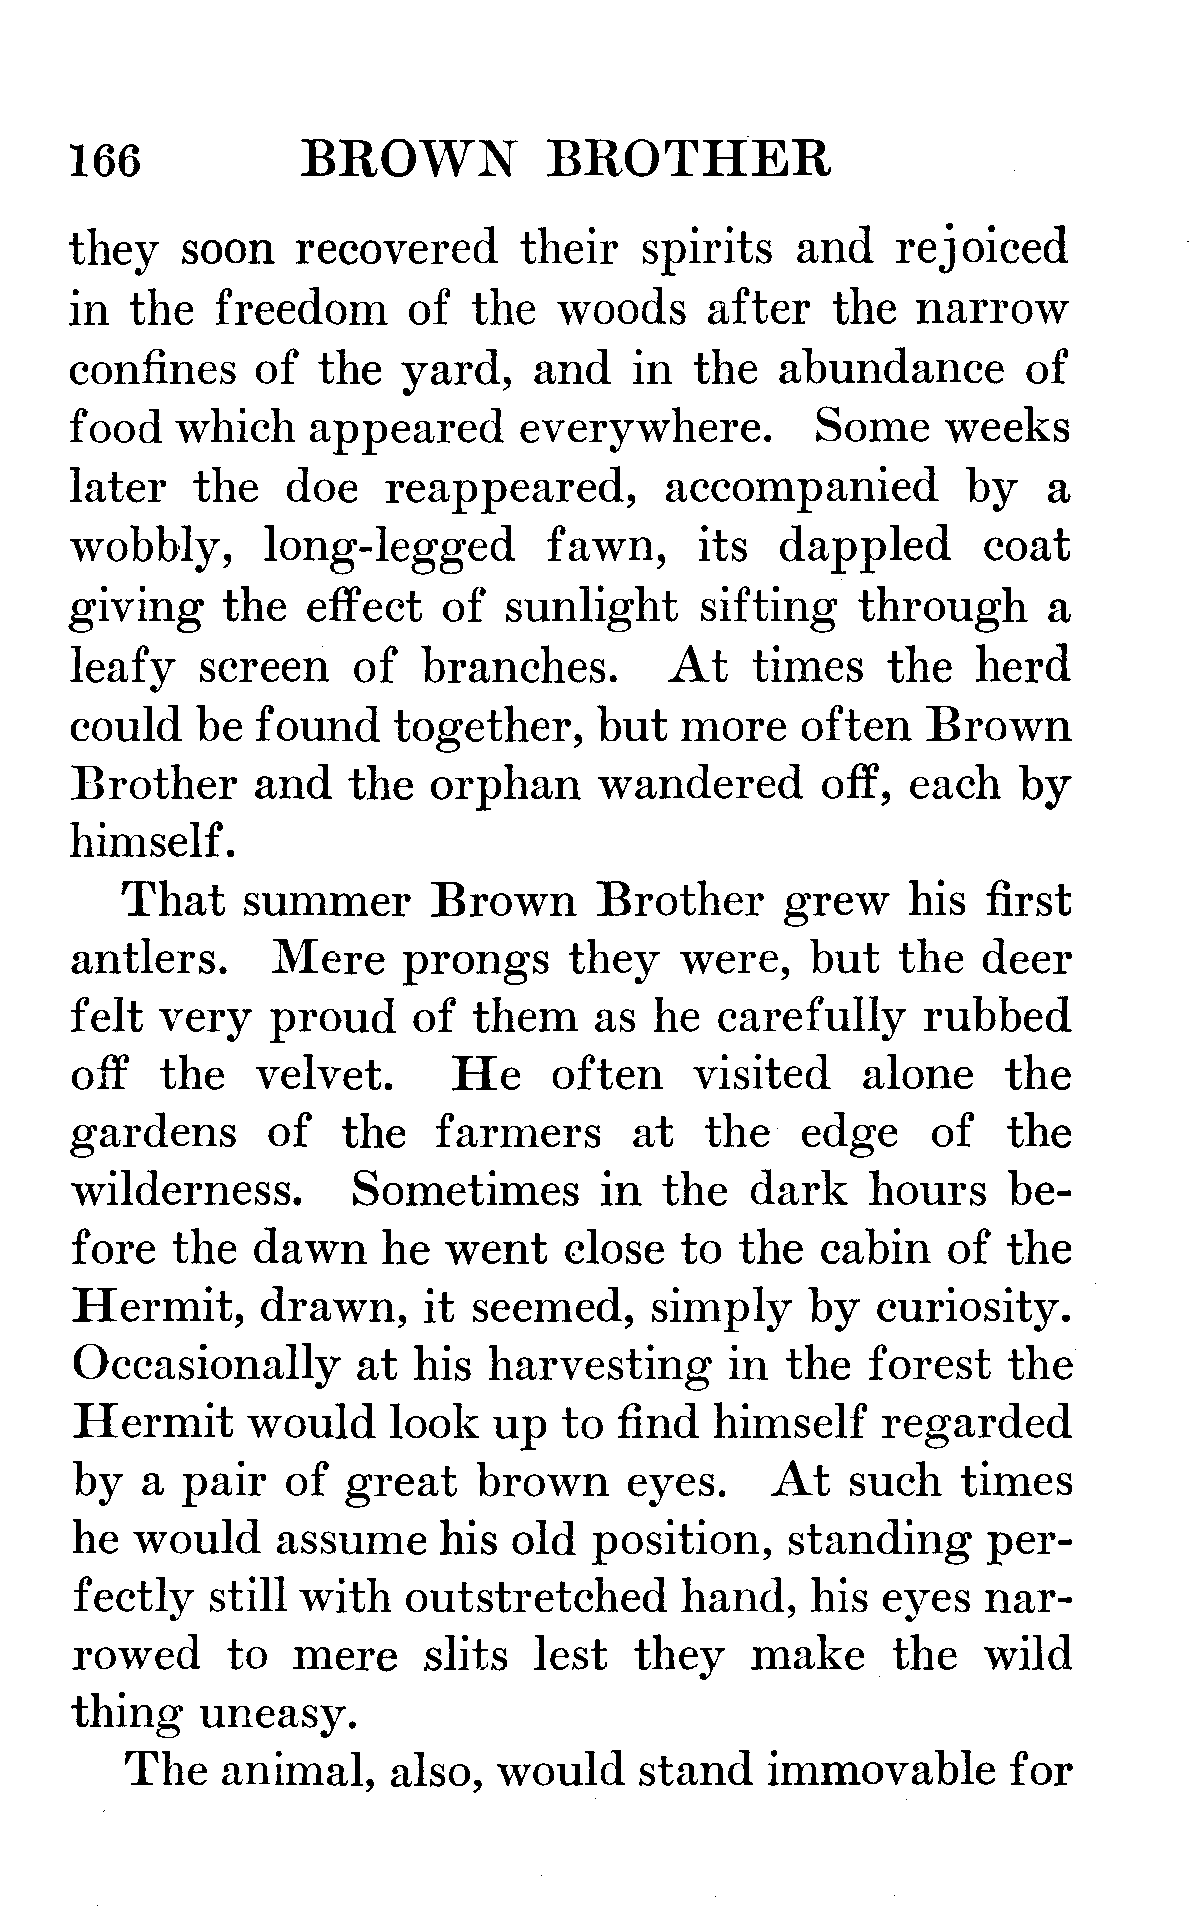 166 BROWN BROTHER
they soon recovered their spirits and rejoiced
in the freedom of the woods after the narrow
confines of the yard, and in the abundance of
food which appeared everywhere. Some weeks
later the doe reappeared, accompanied by a
wobbly, long-legged fawn, its dappled coat
giving the effect of sunlight sifting through a
leafy screen of branches. At times the herd
could be found together, but more often Brown
Brother and the orphan wandered off, each by
himself.
That summer Brown Brother grew his first
antlers. Mere prongs they were, but the deer
felt very proud of them as he carefully rubbed
off the velvet. He often visited alone the
gardens of the farmers at the edge of the
wilderness. Sometimes in the dark hours be-
fore the dawn he went close to the cabin of the
Hermit, drawn, it seemed, simply by curiosity.
Occasionally at his harvesting in the forest the
Hermit would look up to find himself regarded
by a pair of great brown eyes. At such times
he would assume his old position, standing per-
fectly still with outstretched hand, his eyes nar-
rowed to mere slits lest they make the wild
thing uneasy.
The animal, also, would stand immovable for